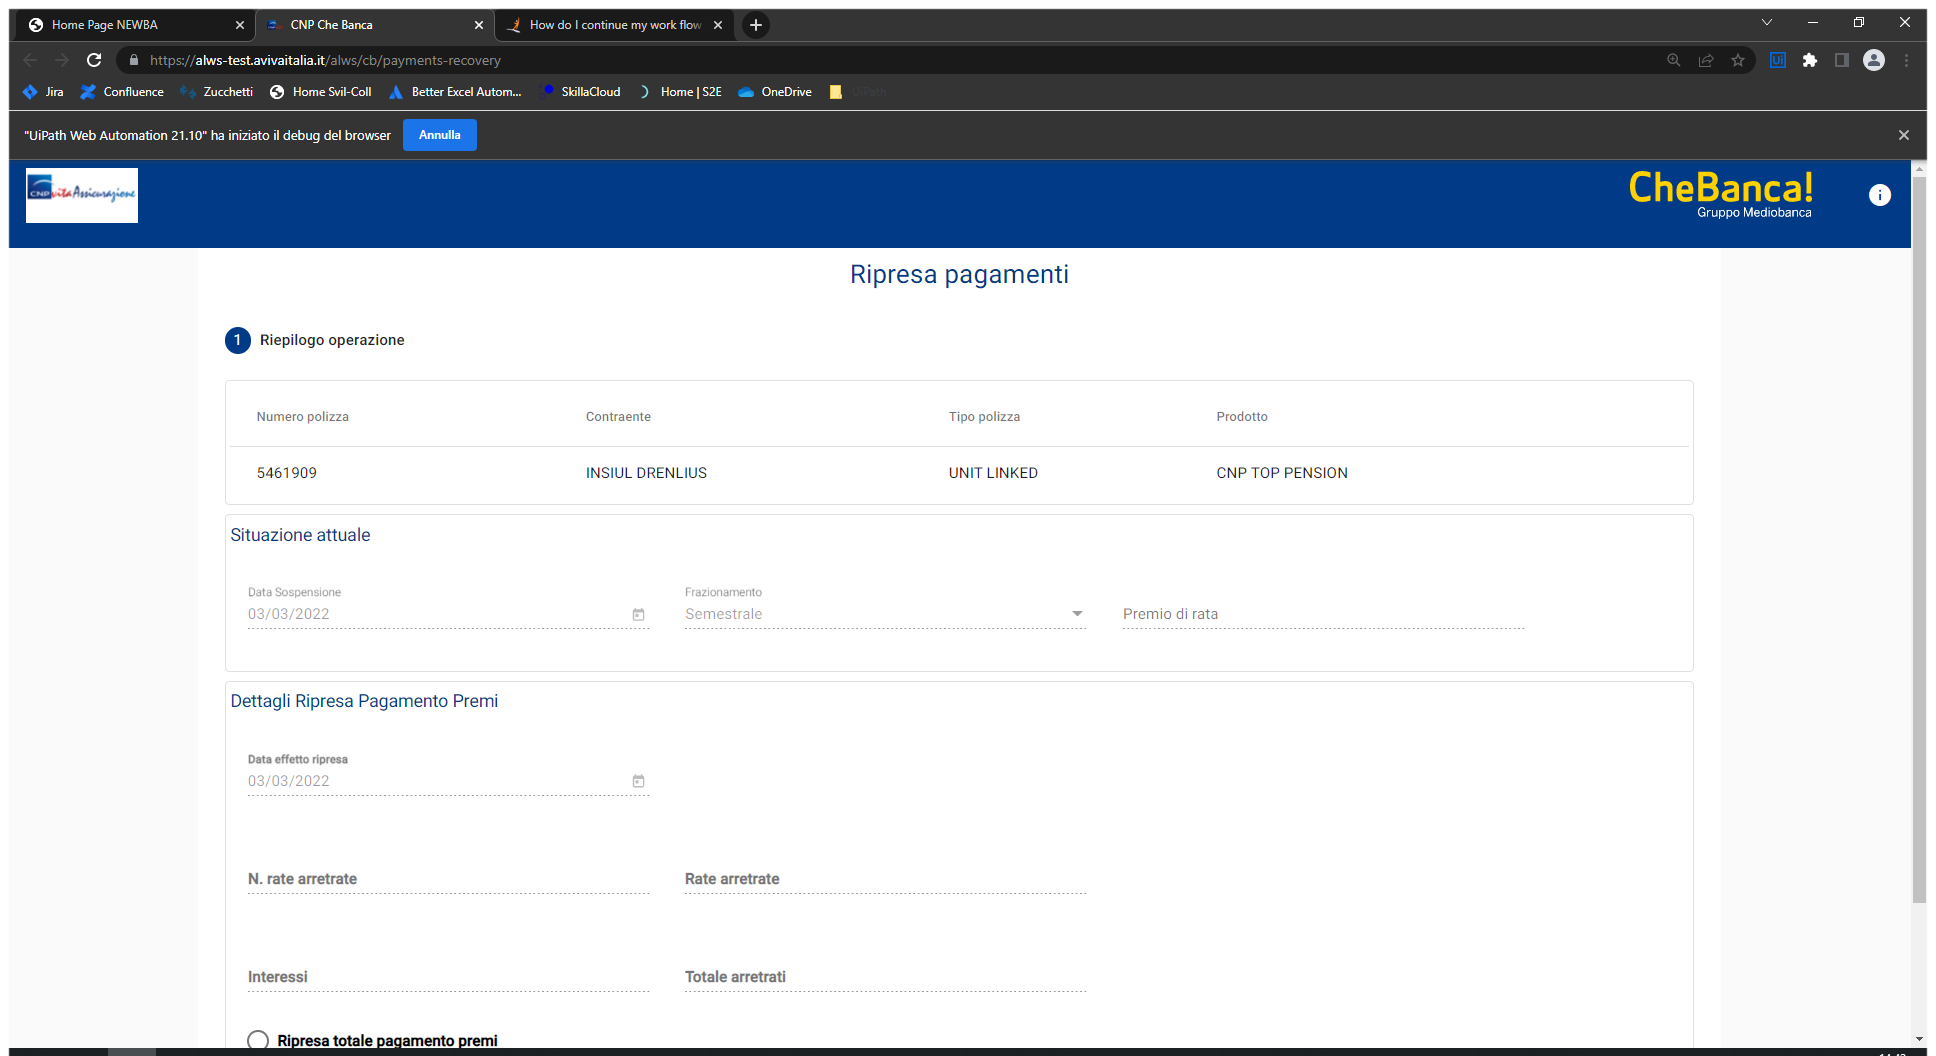 Home Page NEWBA
CNP Che Banca
How do I continue my work flow
https://alws-test.avivaitalia.it/alws/cb/payments-recovery
Jira
Confluence
Zucchetti
Home Svil-Coll
Better Excel Autom...
SkillaCloud
Home | S2E
OneDrive
UiPath
"UiPath Web Automation 21.10" ha iniziato il debug del browser
Annulla
CNP vita Assicurazione
CheBanca!
Gruppo Mediobanca
i
Ripresa pagamenti
1 Riepilogo operazione
Numero polizza Contraente Tipo polizza Prodotto
5461909 INSIUL DRENLIUS UNIT LINKED CNP TOP PENSION
Situazione attuale
Data Sospensione Frazionamento
03/03/2022 Semestrale Premio di rata
Dettagli Ripresa Pagamento Premi
Data effetto ripresa
03/03/2022
N. rate arretrate Rate arretrate
Interessi Totale arretrati
Ripresa totale pagamento premi